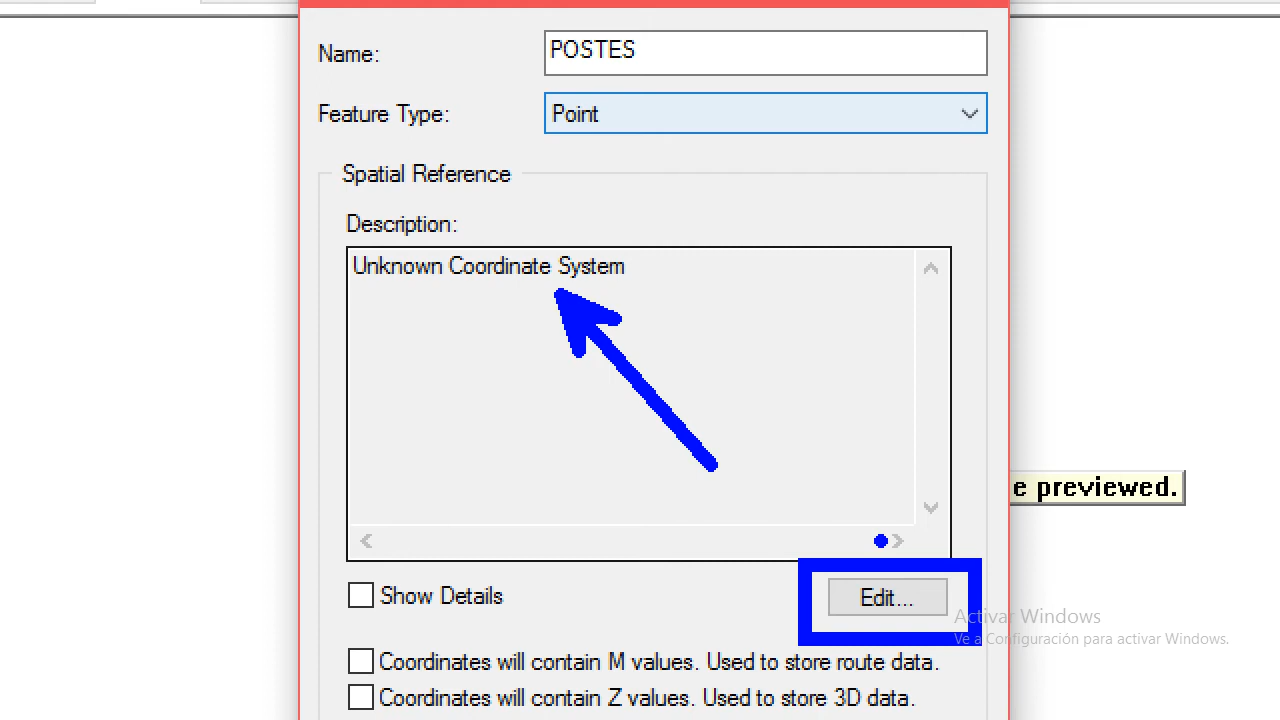 Name:
POSTES
Feature Type:
Point
Spatial Reference
Description:
Unknown Coordinate System
e previewed.
Show Details
Edit...
Activar Windows
Ve a Configuración para activar Windows.
Coordinates will contain M values. Used to store route data.
Coordinates will contain Z values. Used to store 3D data.